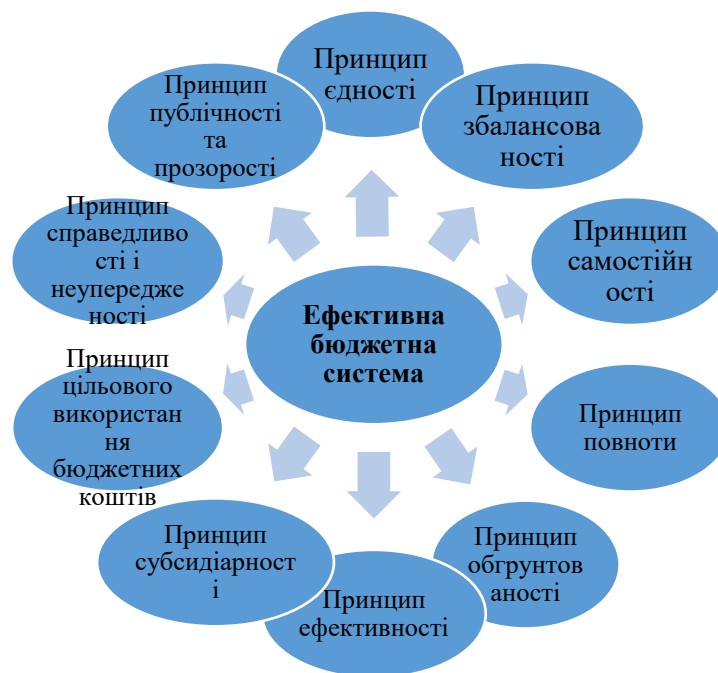 Принцип
єдності
Принцип
збалансова
ності
Принцип
самостійн
ості
Принцип
повноти
Принцип
обгрунтов
аності
Принцип
ефективності
Принцип
субсидіарност
і
Принцип
цільового
використан
ня
бюджетних
коштів
Принцип
справедливо
сті і
неупередже
ності
Принцип
публічності
та
прозорості
Ефективна
бюджетна
система